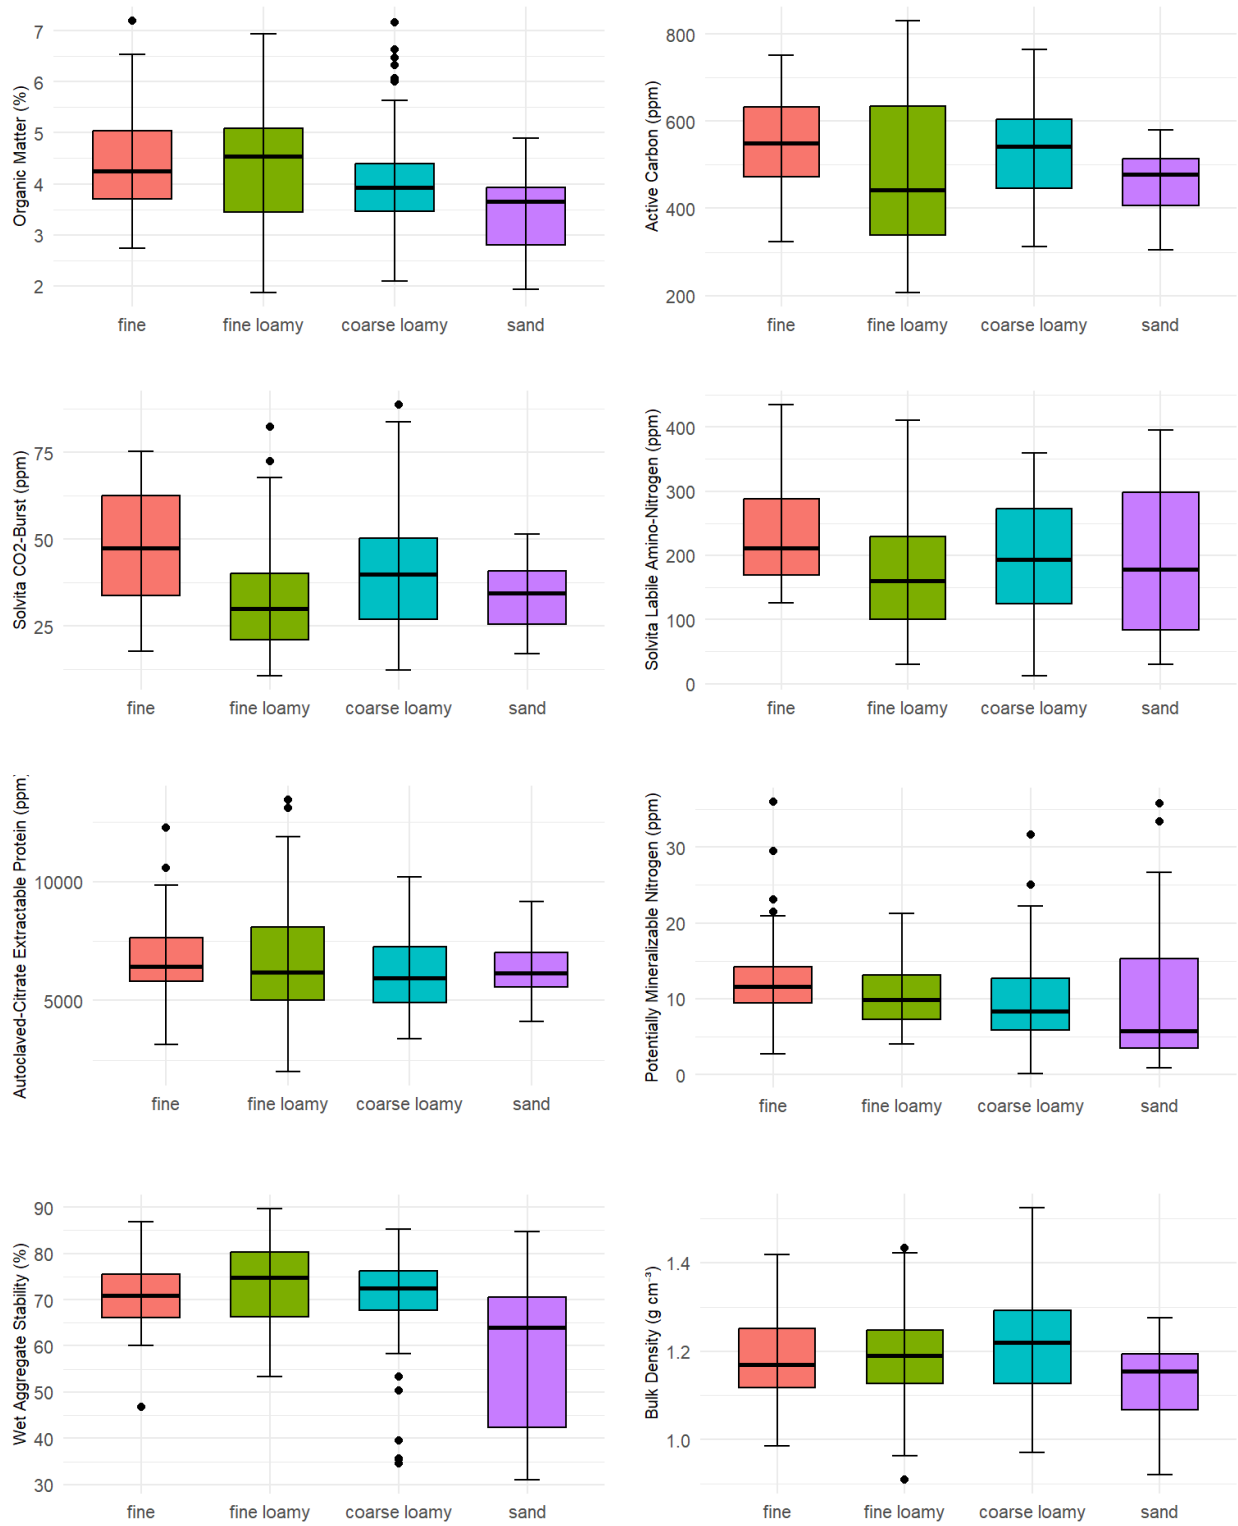 Organic Matter (%)
7
6
5
4
3
2
fine fine loamy coarse loamy sand
Active Carbon (ppm)
800
600
400
200
fine fine loamy coarse loamy sand
Solvita CO2-Burst (ppm)
75
50
25
fine fine loamy coarse loamy sand
Solvita Labile Amino-Nitrogen (ppm)
400
300
200
100
0
fine fine loamy coarse loamy sand
Autoclaved-Citrate Extractable Protein (ppm)
10000
5000
fine fine loamy coarse loamy sand
Potentially Mineralizable Nitrogen (ppm)
30
20
10
0
fine fine loamy coarse loamy sand
Wet Aggregate Stability (%)
90
80
70
60
50
40
30
fine fine loamy coarse loamy sand
Bulk Density (g cm⁻³)
1.4
1.2
1.0
fine fine loamy coarse loamy sand